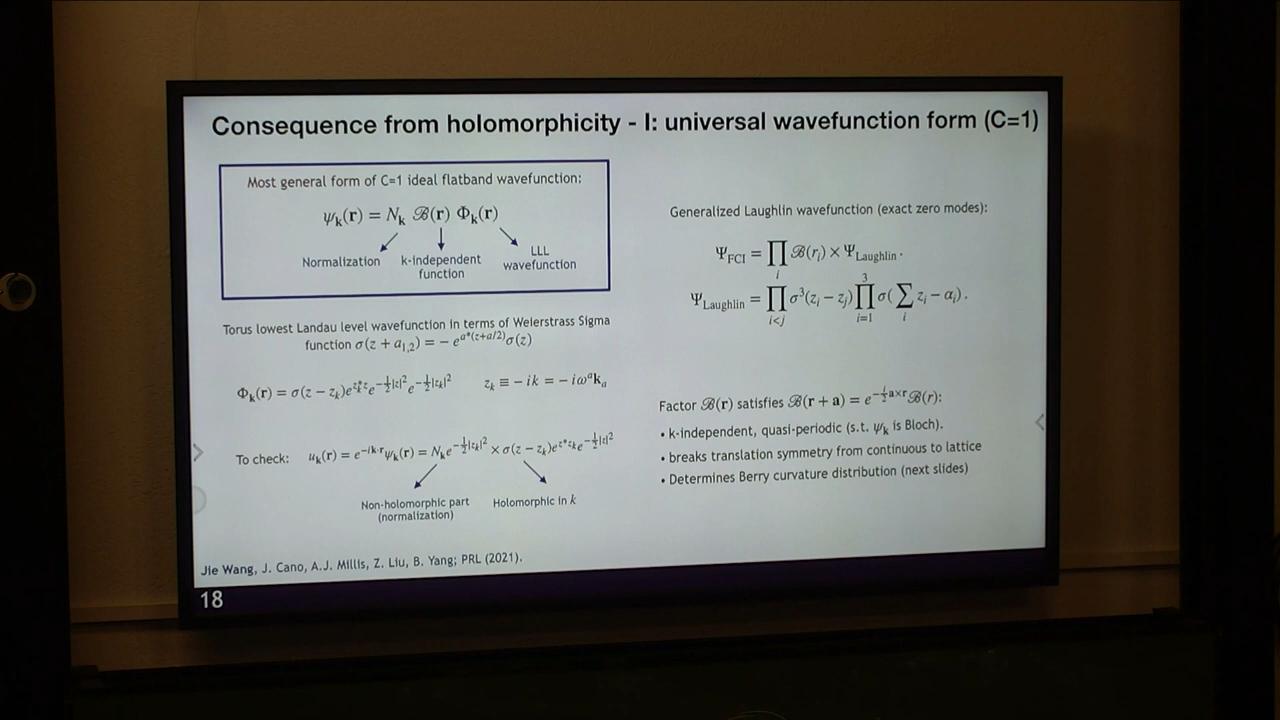 Consequence from holomorphicity - I: universal wavefunction form (C=1)
Most general form of C=1 ideal flatband wavefunction:
ψ_k(r) = N_k ℬ(r) Φ_k(r)
Normalization
k-independent
function
LLL
wavefunction
Torus lowest Landau level wavefunction in terms of Weierstrass Sigma
function σ(z + a_{1,2}) = − e^{a*(z+a/2)}σ(z)
Φ_k(r) = σ(z − z_k)e^{z_k^* z}e^{−½|z|²}e^{−½|z_k|²}
z_k ≡ − ik = − iω^a k_a
To check:
u_k(r) = e^{−ik·r}ψ_k(r) = N_k e^{−½|z_k|²} × σ(z − z_k)e^{z* z_k}e^{−½|z|²}
Non-holomorphic part
(normalization)
Holomorphic in k
Jie Wang, J. Cano, A.J. Millis, Z. Liu, B. Yang; PRL (2021).
18
Generalized Laughlin wavefunction (exact zero modes):
Ψ_FCI = ∏_i ℬ(r_i) × Ψ_Laughlin .
Ψ_Laughlin = ∏_{i<j} σ³(z_i − z_j) ∏_{i=1}^{3} σ(∑_i z_i − α_i) .
Factor ℬ(r) satisfies ℬ(r + a) = e^{−i/2 a×r}ℬ(r):
• k-independent, quasi-periodic (s.t. ψ_k is Bloch).
• breaks translation symmetry from continuous to lattice
• Determines Berry curvature distribution (next slides)